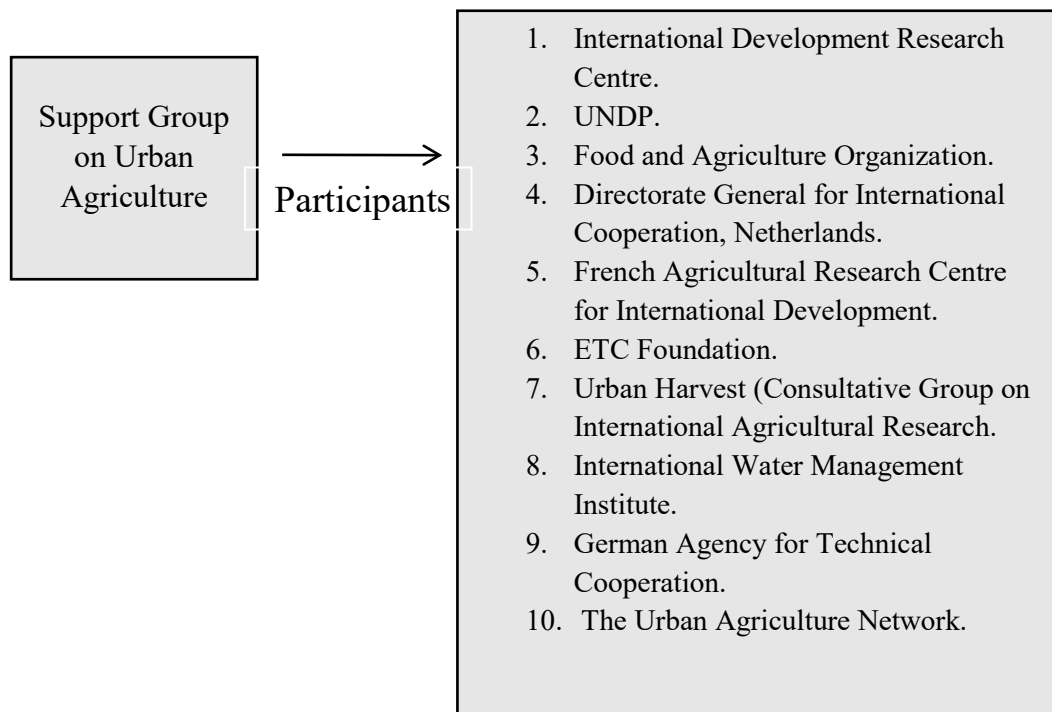 Support Group
on Urban
Agriculture
Participants
1. International Development Research
Centre.
2. UNDP.
3. Food and Agriculture Organization.
4. Directorate General for International
Cooperation, Netherlands.
5. French Agricultural Research Centre
for International Development.
6. ETC Foundation.
7. Urban Harvest (Consultative Group on
International Agricultural Research.
8. International Water Management
Institute.
9. German Agency for Technical
Cooperation.
10. The Urban Agriculture Network.